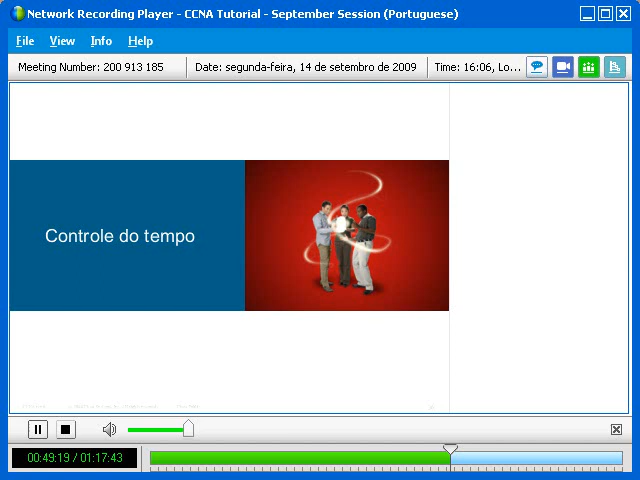 Network Recording Player - CCNA Tutorial - September Session (Portuguese)
File View Info Help
Meeting Number: 200 913 185 Date: segunda-feira, 14 de setembro de 2009 Time: 16:06, Lo...
Controle do tempo
00:49:19 / 01:17:43